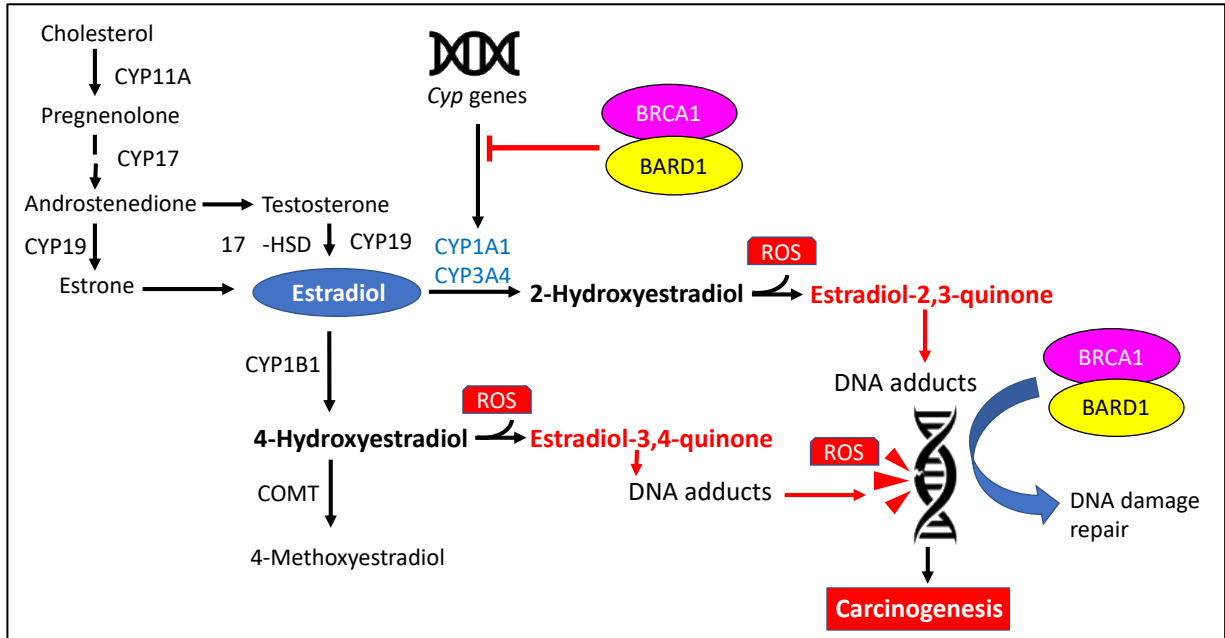 Cholesterol
CYP11A
Pregnenolone
CYP17
Androstenedione
Testosterone
CYP19
17 -HSD
CYP19
Estrone
Estradiol
Cyp genes
BRCA1
BARD1
CYP1A1
CYP3A4
2-Hydroxyestradiol
ROS
Estradiol-2,3-quinone
DNA adducts
BRCA1
BARD1
CYP1B1
4-Hydroxyestradiol
ROS
Estradiol-3,4-quinone
DNA adducts
ROS
DNA damage
repair
COMT
4-Methoxyestradiol
Carcinogenesis